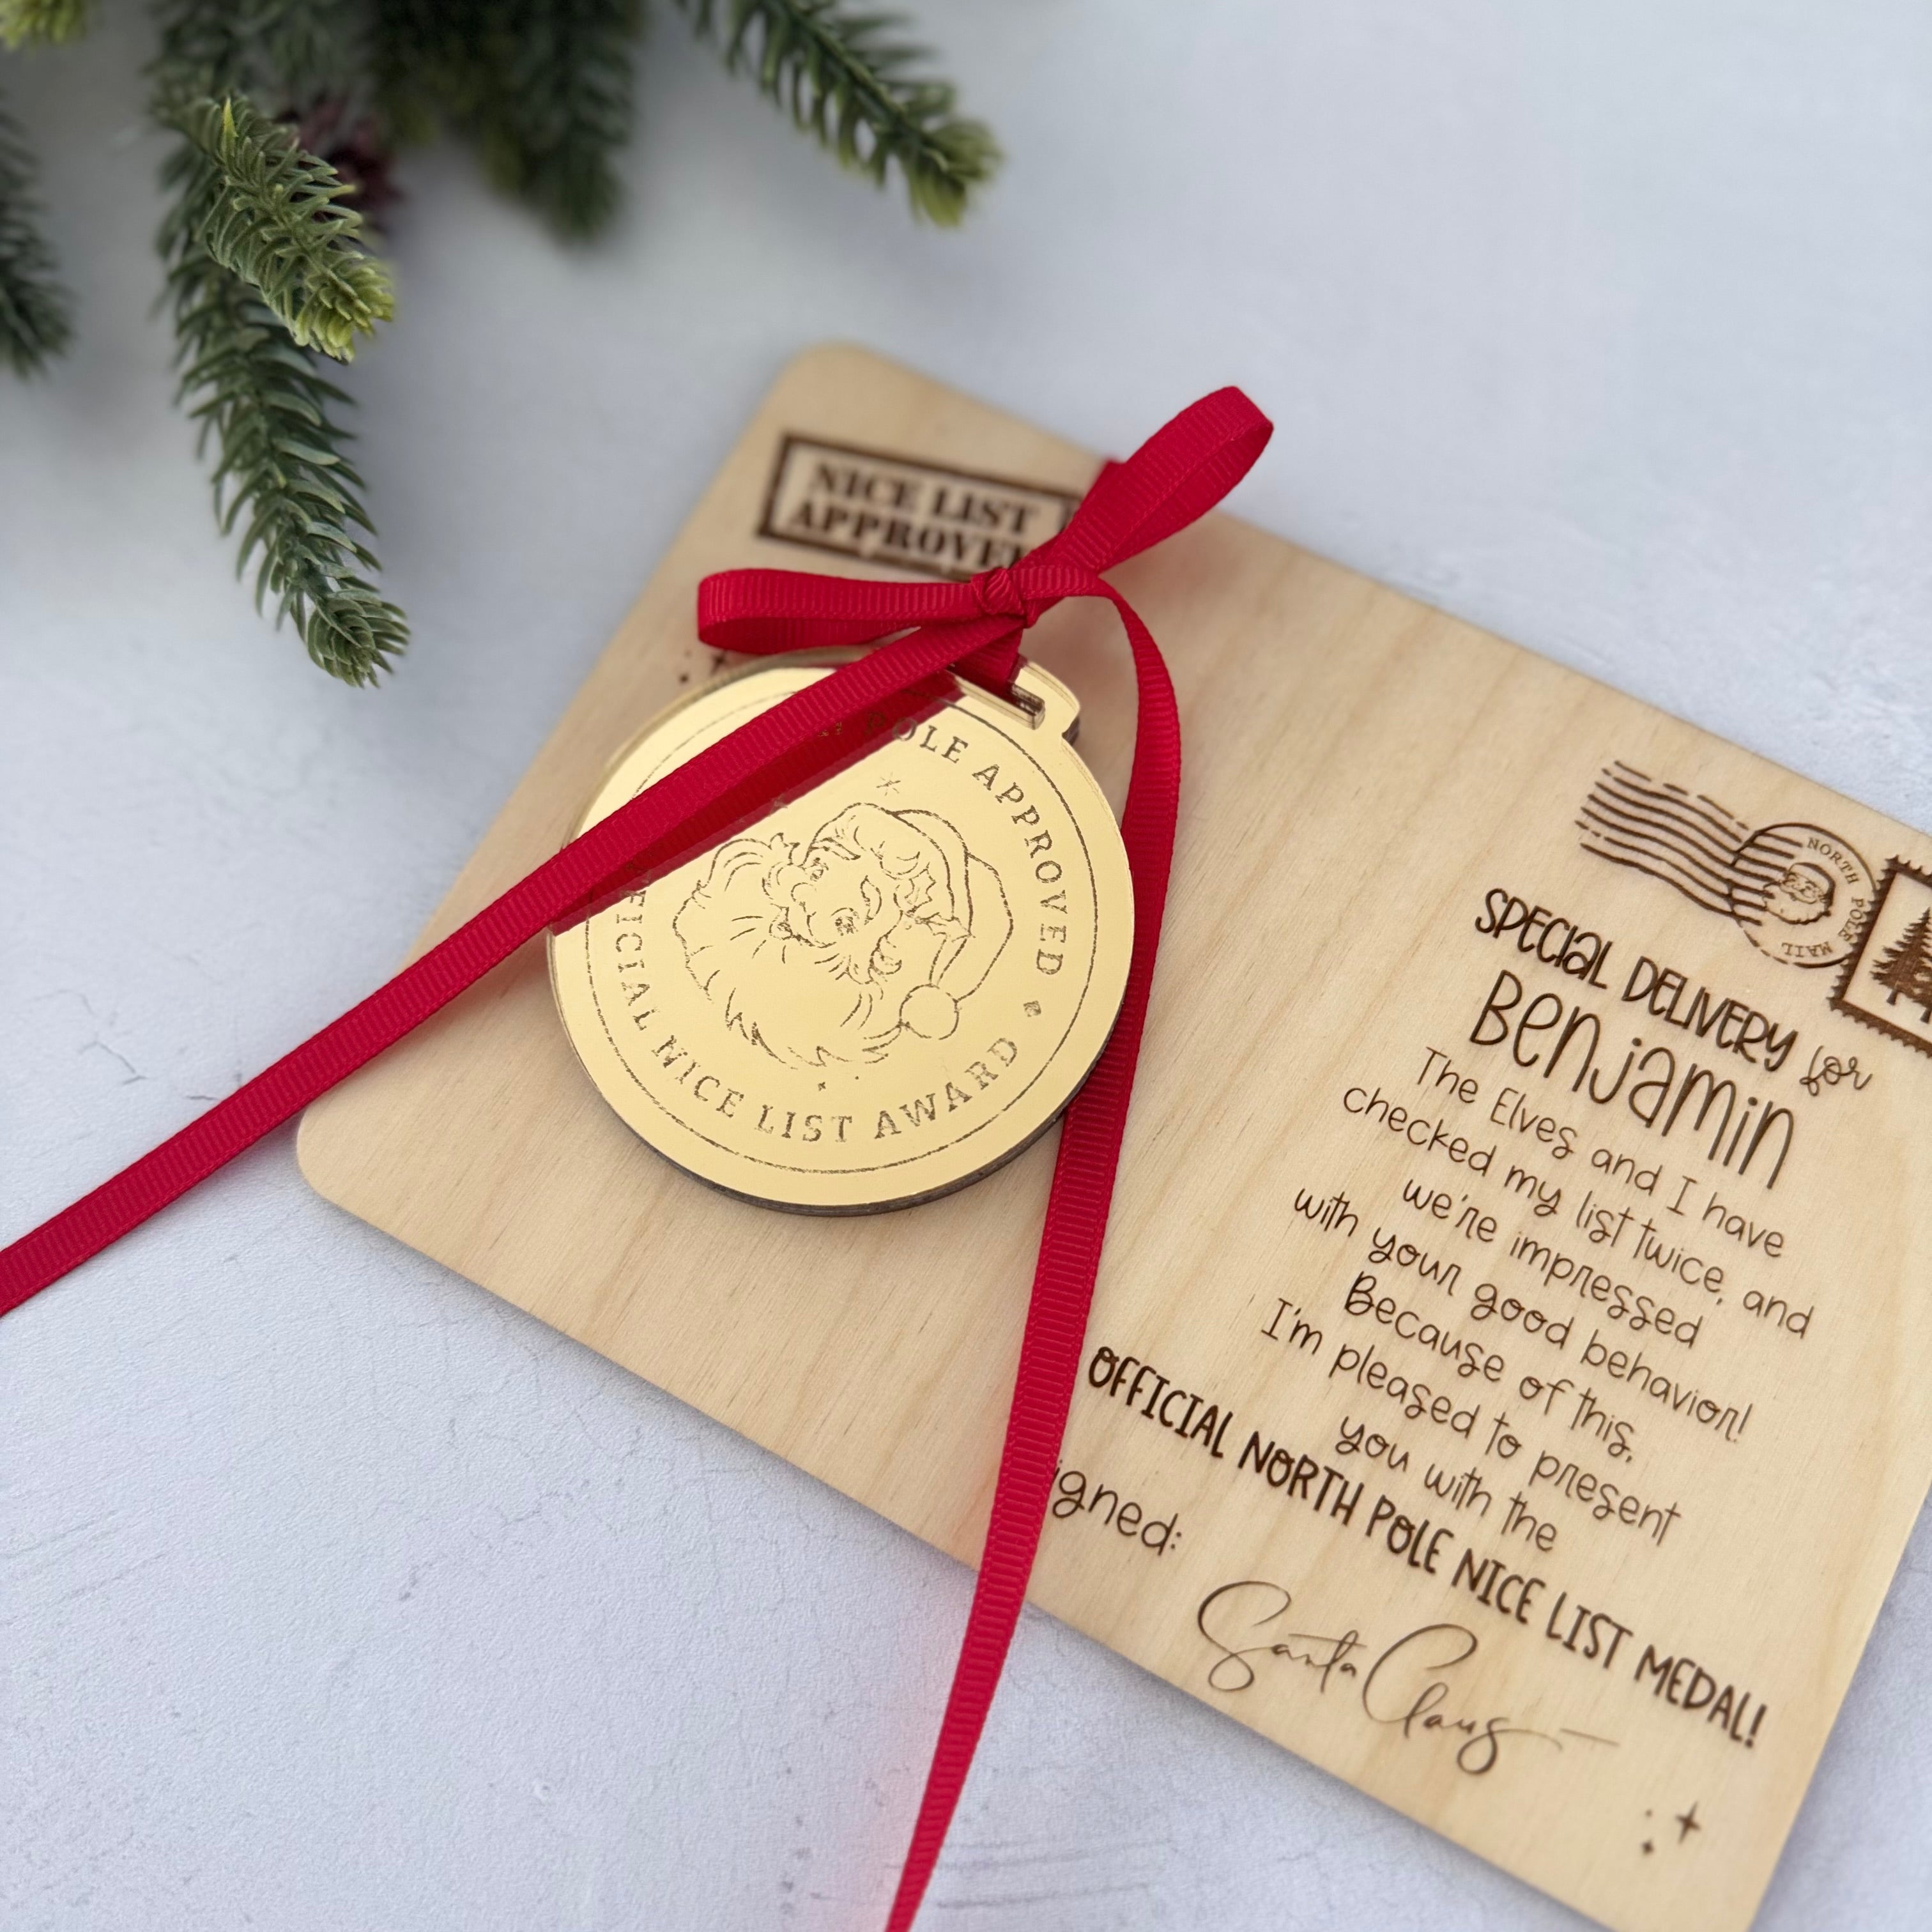 NICE LIST
APPROVED
POLE APPROVED
OFFICIAL NICE LIST AWARD
NORTH POLE
MAIL
SPECIAL DELIVERY for
Benjamin
The Elves and I have
checked my list twice, and
we're impressed
with your good behavior!
Because of this,
I'm pleased to present
you with the
OFFICIAL NORTH POLE NICE LIST MEDAL!
igned:
Santa Claus